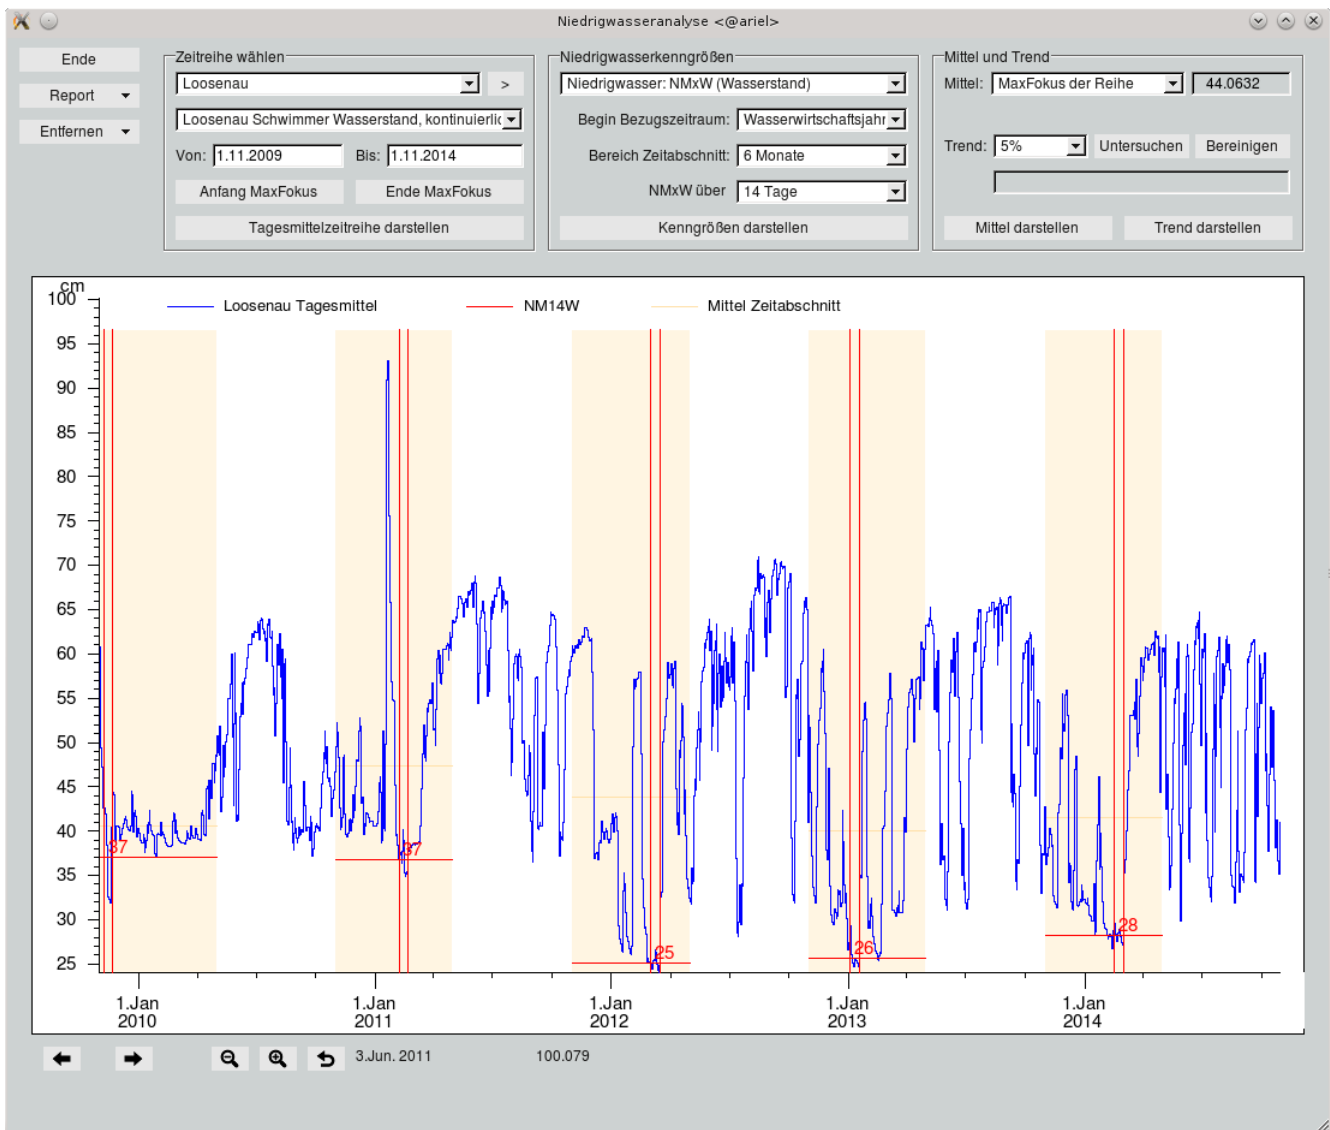 Niedrigwasseranalyse <@ariel>
Ende
Report
Entfernen
Zeitreihe wählen
Loosenau
>
Loosenau Schwimmer Wasserstand, kontinuierlic
Von: 1.11.2009 Bis: 1.11.2014
Anfang MaxFokus Ende MaxFokus
Tagesmittelzeitreihe darstellen
Niedrigwasserkenngrößen
Niedrigwasser: NMxW (Wasserstand)
Begin Bezugszeitraum: Wasserwirtschaftsjahr
Bereich Zeitabschnitt: 6 Monate
NMxW über 14 Tage
Kenngrößen darstellen
Mittel und Trend
Mittel: MaxFokus der Reihe 44.0632
Trend: 5% Untersuchen Bereinigen
Mittel darstellen Trend darstellen
cm
Loosenau Tagesmittel NM14W Mittel Zeitabschnitt
100
95
90
85
80
75
70
65
60
55
50
45
40
35
30
25
37
37
25
26
28
1.Jan 1.Jan 1.Jan 1.Jan 1.Jan
2010 2011 2012 2013 2014
3.Jun. 2011 100.079